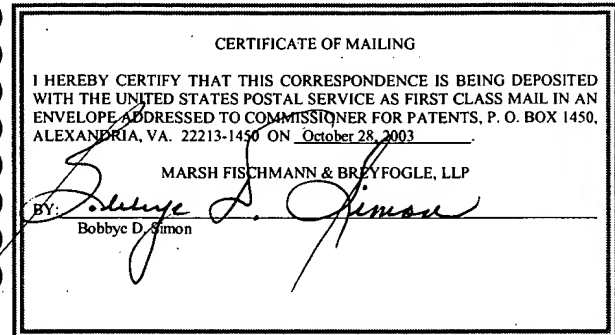 CERTIFICATE OF MAILING
I HEREBY CERTIFY THAT THIS CORRESPONDENCE IS BEING DEPOSITED
WITH THE UNITED STATES POSTAL SERVICE AS FIRST CLASS MAIL IN AN
ENVELOPE ADDRESSED TO COMMISSIONER FOR PATENTS, P. O. BOX 1450,
ALEXANDRIA, VA. 22213-1450 ON October 28, 2003.
MARSH FISCHMANN & BREYFOGLE, LLP
BY: Bobbye D. Simon
Bobbye D. Simon